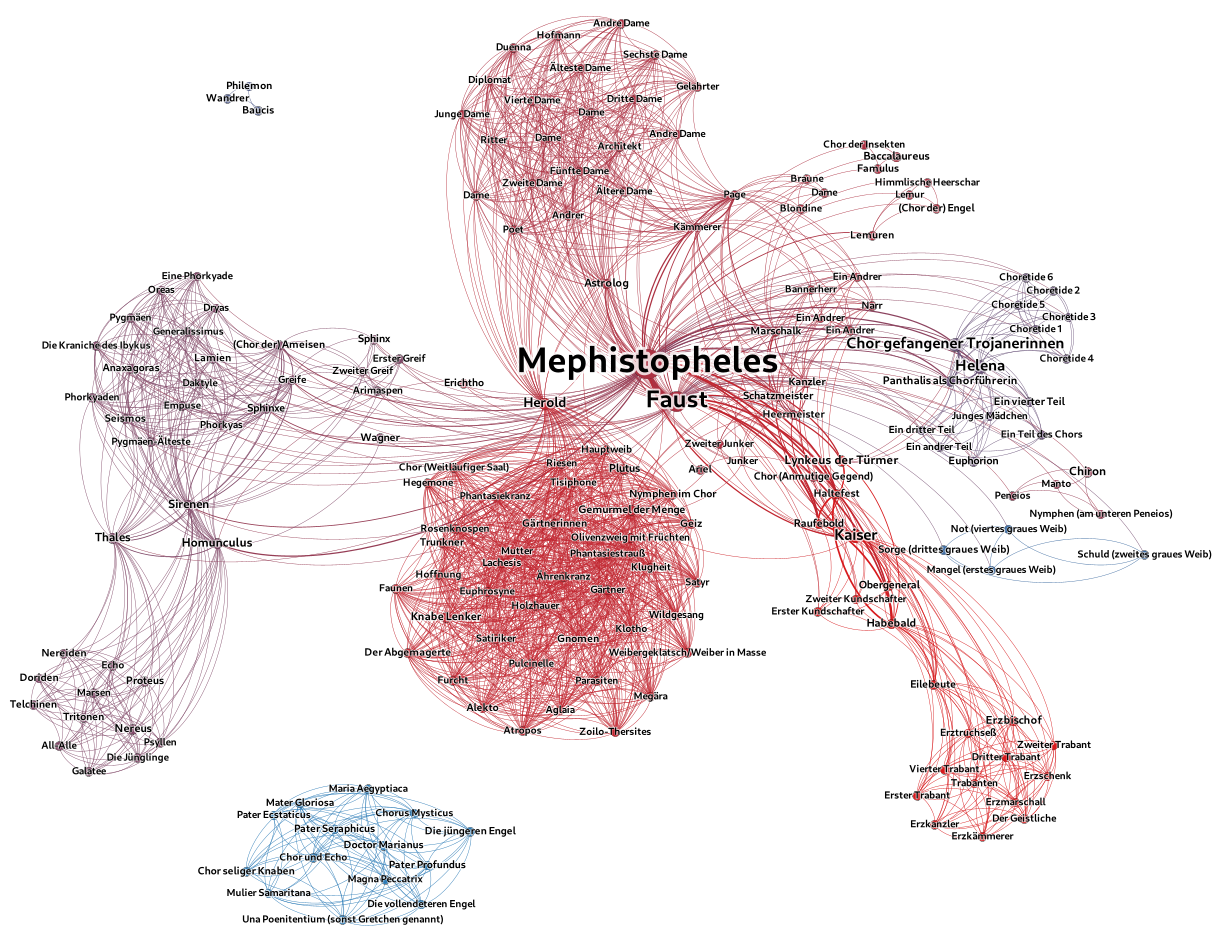 Andre Dame
Hofmann
Duenna
Sechste Dame
Älteste Dame
Diplomat
Gelahrter
Vierte Dame
Dritte Dame
Junge Dame
Dame
Andre Dame
Ritter
Dame
Architekt
Fünfte Dame
Zweite Dame
Ältere Dame
Dame
Page
Andrer
Poet
Kämmerer
Astrolog
Philemon
Wandrer
Baucis
Chor der Insekten
Baccalaureus
Famulus
Himmlische Heerschar
Lemur
(Chor der) Engel
Lemuren
Braune
Dame
Blondine
Ein Andrer
Bannerherr
Narr
Ein Andrer
Marschalk
Ein Andrer
Choretide 6
Choretide 2
Choretide 5
Choretide 3
Choretide 1
Chor gefangener Trojanerinnen
Choretide 4
Helena
Panthalis als Chorführerin
Ein vierter Teil
Junges Mädchen
Ein dritter Teil
Ein Teil des Chors
Ein andrer Teil
Euphorion
Mephistopheles
Faust
Herold
Kanzler
Schatzmeister
Heermeister
Eine Phorkyade
Oreas
Dryas
Pygmäen
Generalissimus
Die Kraniche des Ibykus
Lamien
(Chor der) Ameisen
Anaxagoras
Daktyle
Greife
Phorkyaden
Empuse
Sphinxe
Seismos
Phorkyas
Pygmäen-Älteste
Sphinx
Erster Greif
Zweiter Greif
Arimaspen
Erichtho
Wagner
Sirenen
Thales
Homunculus
Zweiter Junker
Junker
Ariel
Lynkeus der Türmer
Chor (Anmutige Gegend)
Haltefest
Raufebold
Kaiser
Chiron
Manto
Peneios
Nymphen (am unteren Peneios)
Not (viertes graues Weib)
Sorge (drittes graues Weib)
Schuld (zweites graues Weib)
Mangel (erstes graues Weib)
Hauptweib
Riesen
Plutus
Chor (Weitläufiger Saal)
Hegemone
Tisiphone
Phantasiekranz
Nymphen im Chor
Gemurmel der Menge
Gärtnerinnen
Geiz
Rosenknospen
Olivenzweig mit Früchten
Trunkner
Mutter
Phantasiestrauß
Lachesis
Klugheit
Hoffnung
Ährenkranz
Satyr
Faunen
Euphrosyne
Gärtner
Holzhauer
Knabe Lenker
Wildgesang
Klotho
Satiriker
Gnomen
Der Abgemagerte
Weibergeklätsch/Weiber in Masse
Pulcinelle
Furcht
Parasiten
Megära
Alekto
Aglaia
Atropos
Zoilo-Thersites
Obergeneral
Zweiter Kundschafter
Erster Kundschafter
Habebald
Eilebeute
Erzbischof
Erztruchseß
Zweiter Trabant
Dritter Trabant
Vierter Trabant
Erzschenk
Trabanten
Erster Trabant
Erzmarschall
Der Geistliche
Erzkanzler
Erzkämmerer
Nereiden
Echo
Doriden
Proteus
Marsen
Telchinen
Tritonen
Nereus
All-Alle
Psyllen
Die Jünglinge
Galatee
Maria Aegyptiaca
Mater Gloriosa
Pater Ecstaticus
Chorus Mysticus
Pater Seraphicus
Die jüngeren Engel
Doctor Marianus
Chor und Echo
Pater Profundus
Chor seliger Knaben
Magna Peccatrix
Mulier Samaritana
Die vollendeteren Engel
Una Poenitentium (sonst Gretchen genannt)